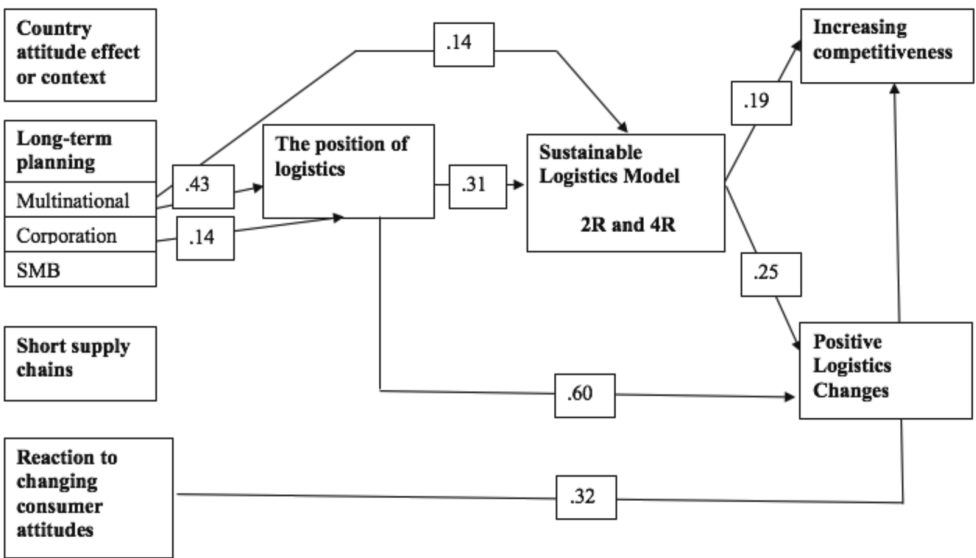 Country
attitude effect
or context
Long-term
planning
Multinational
Corporation
SMB
Short supply
chains
Reaction to
changing
consumer
attitudes
.43
.14
The position of
logistics
.14
.31
Sustainable
Logistics Model
2R and 4R
.19
.25
.60
.32
Increasing
competitiveness
Positive
Logistics
Changes